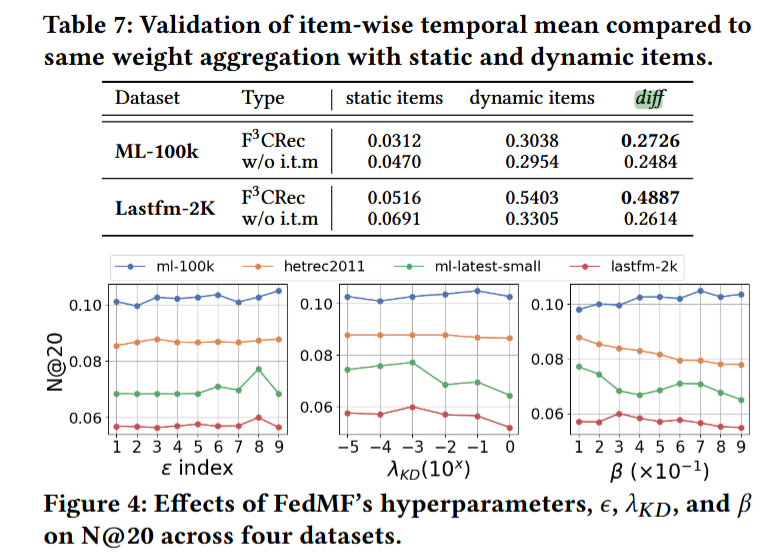 Table 7: Validation of item-wise temporal mean compared to
same weight aggregation with static and dynamic items.
Dataset Type static items dynamic items diff
ML-100k F³CRec 0.0312 0.3038 0.2726
w/o i.t.m 0.0470 0.2954 0.2484
Lastfm-2K F³CRec 0.0516 0.5403 0.4887
w/o i.t.m 0.0691 0.3305 0.2614
ml-100k hetrec2011 ml-latest-small lastfm-2k
N@20
0.10
0.08
0.06
1 2 3 4 5 6 7 8 9
ε index
0.10
0.08
0.06
−5 −4 −3 −2 −1 0
λKD(10ˣ)
0.10
0.08
0.06
1 2 3 4 5 6 7 8 9
β (×10⁻¹)
Figure 4: Effects of FedMF's hyperparameters, ϵ, λKD, and β
on N@20 across four datasets.